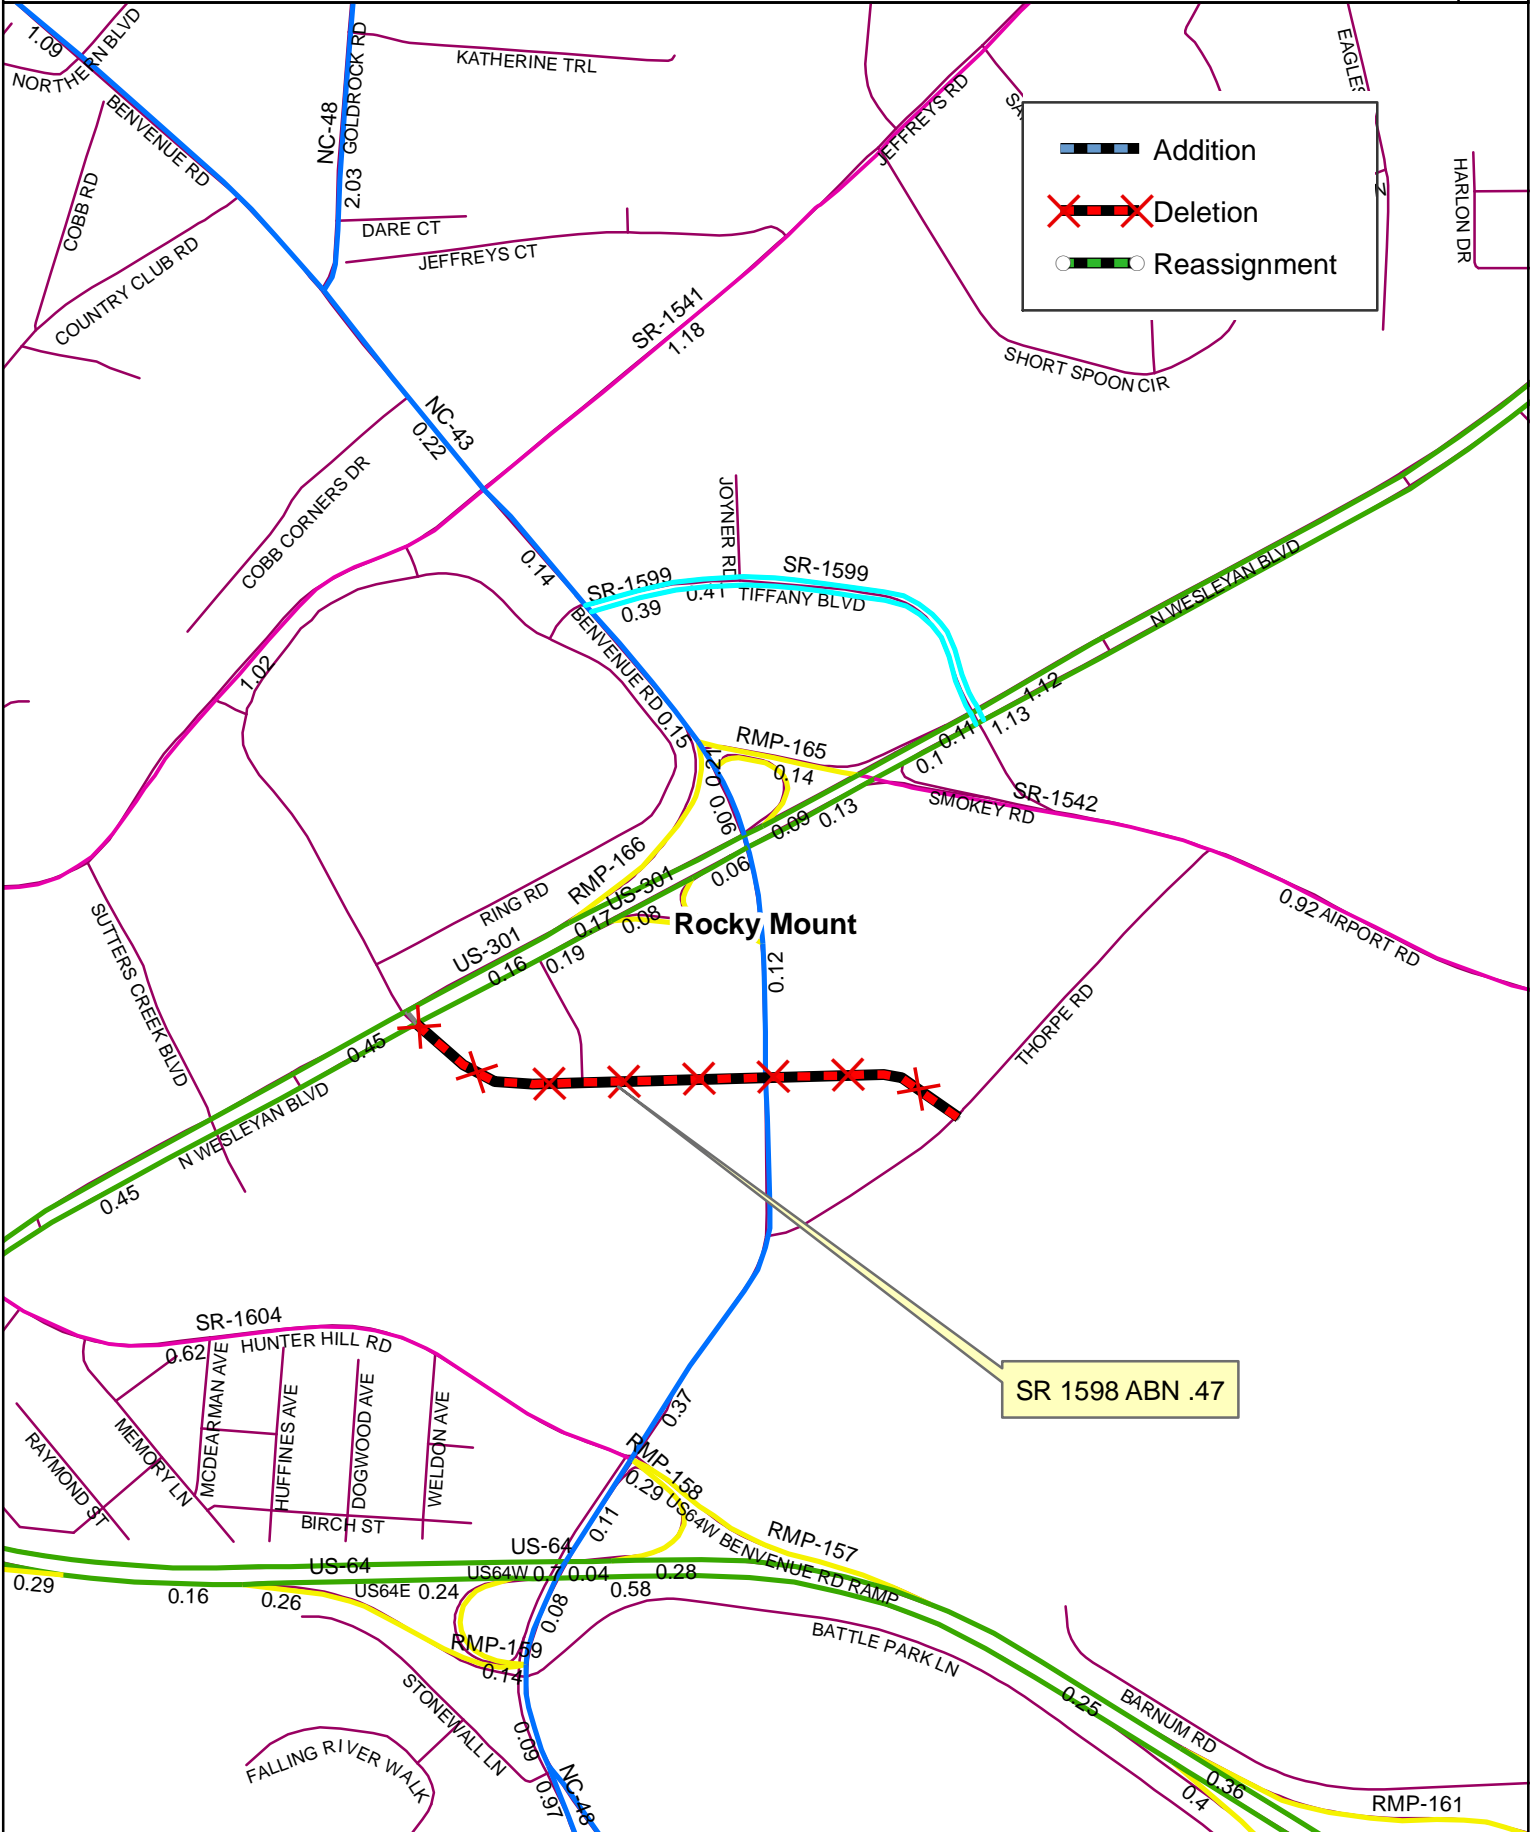 1.09
NORTHERN BLVD
BENVENUE RD
NC-48
GOLDROCK RD
2.03
KATHERINE TRL
JEFFREYS RD
EAGLES
HARLON DR
Addition
Deletion
Reassignment
COBB RD
COUNTRY CLUB RD
DARE CT
JEFFREYS CT
SR-1541
1.18
SHORT SPOON CIR
NC-43
0.22
COBB CORNERS DR
0.14
JOYNER RD
SR-1599
SR-1599
0.39
0.41
TIFFANY BLVD
N WESLEYAN BLVD
BENVENUE RD
0.15
1.02
1.12
1.13
0.11
0.1
RMP-165
0.14
0.27
0.06
SR-1542
SMOKEY RD
0.09
0.13
0.06
RMP-166
US-301
RING RD
0.17
0.08
Rocky Mount
0.92
AIRPORT RD
SUTTERS CREEK BLVD
US-301
0.16
0.19
0.12
THORPE RD
0.45
N WESLEYAN BLVD
0.45
SR-1604
HUNTER HILL RD
0.62
SR 1598 ABN .47
MCDEARMAN AVE
HUFFINES AVE
DOGWOOD AVE
WELDON AVE
MEMORY LN
RAYMOND ST
BIRCH ST
0.37
RMP-158
0.29
US64W BENVENUE RD RAMP
RMP-157
0.11
US-64
US-64
US64W
0.04
0.28
0.58
US64E
0.24
0.29
0.16
0.26
0.08
RMP-159
0.14
BATTLE PARK LN
STONEWALL LN
FALLING RIVER WALK
0.09
0.97
NC-43
0.25
BARNUM RD
0.36
0.4
RMP-161